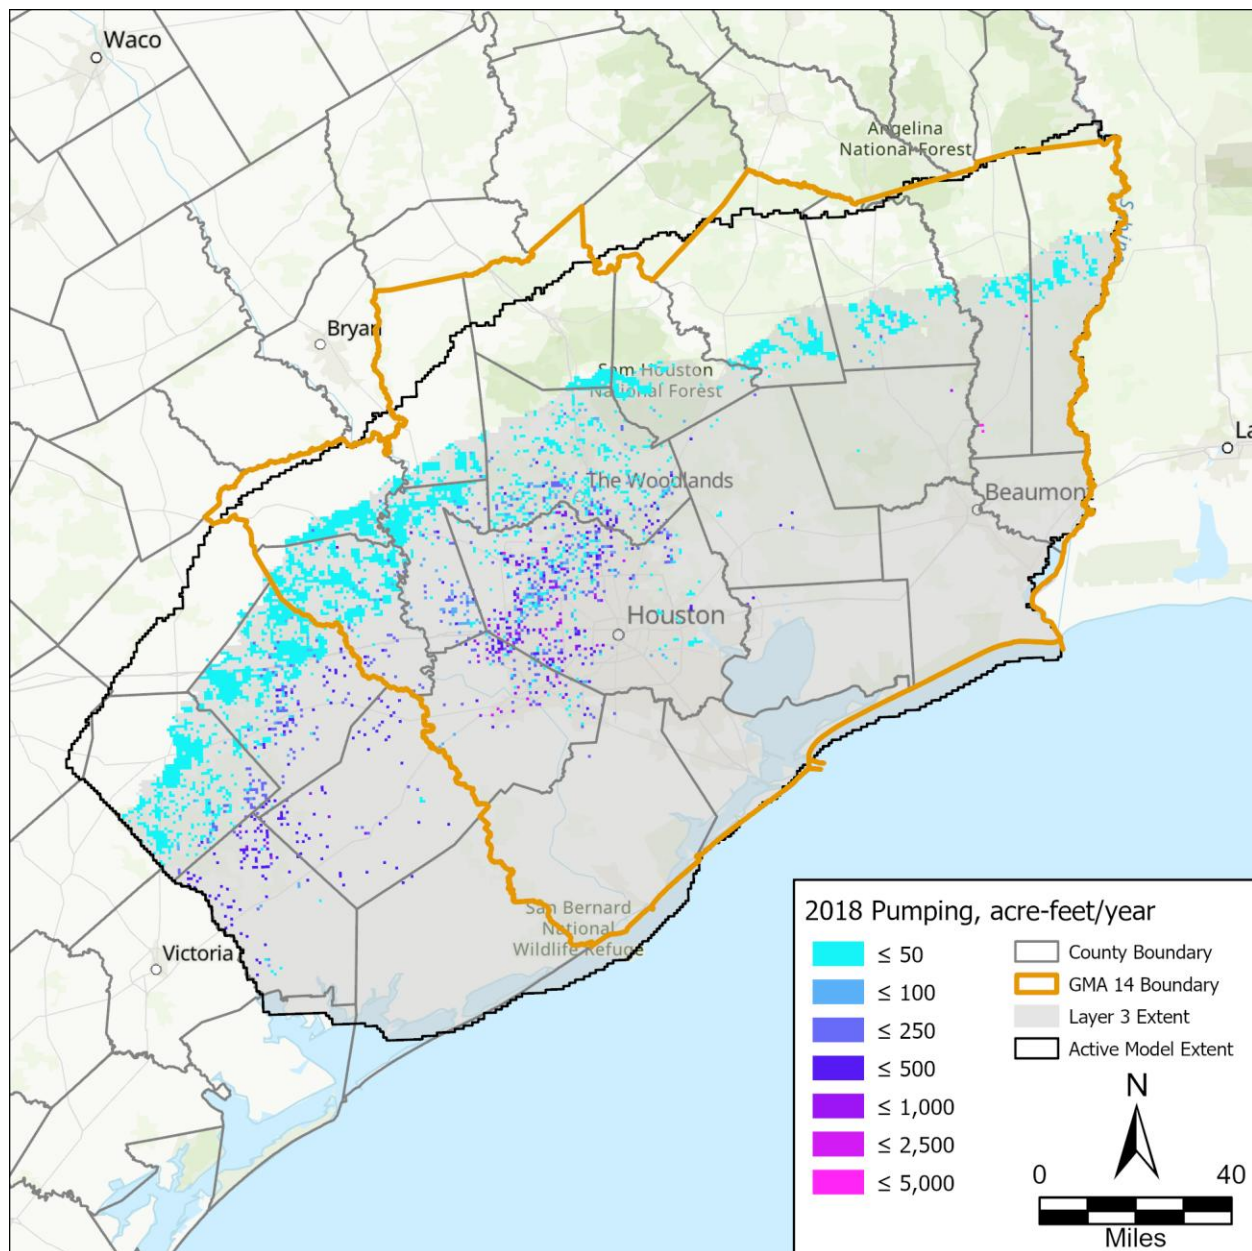 Waco
Angelina
National Forest
Sabin
Bryan
Sam Houston
National Forest
La
The Woodlands
Beaumon
Houston
San Bernard
National
Wildlife Refuge
Victoria
2018 Pumping, acre-feet/year
≤ 50
≤ 100
≤ 250
≤ 500
≤ 1,000
≤ 2,500
≤ 5,000
County Boundary
GMA 14 Boundary
Layer 3 Extent
Active Model Extent
N
0 40
Miles